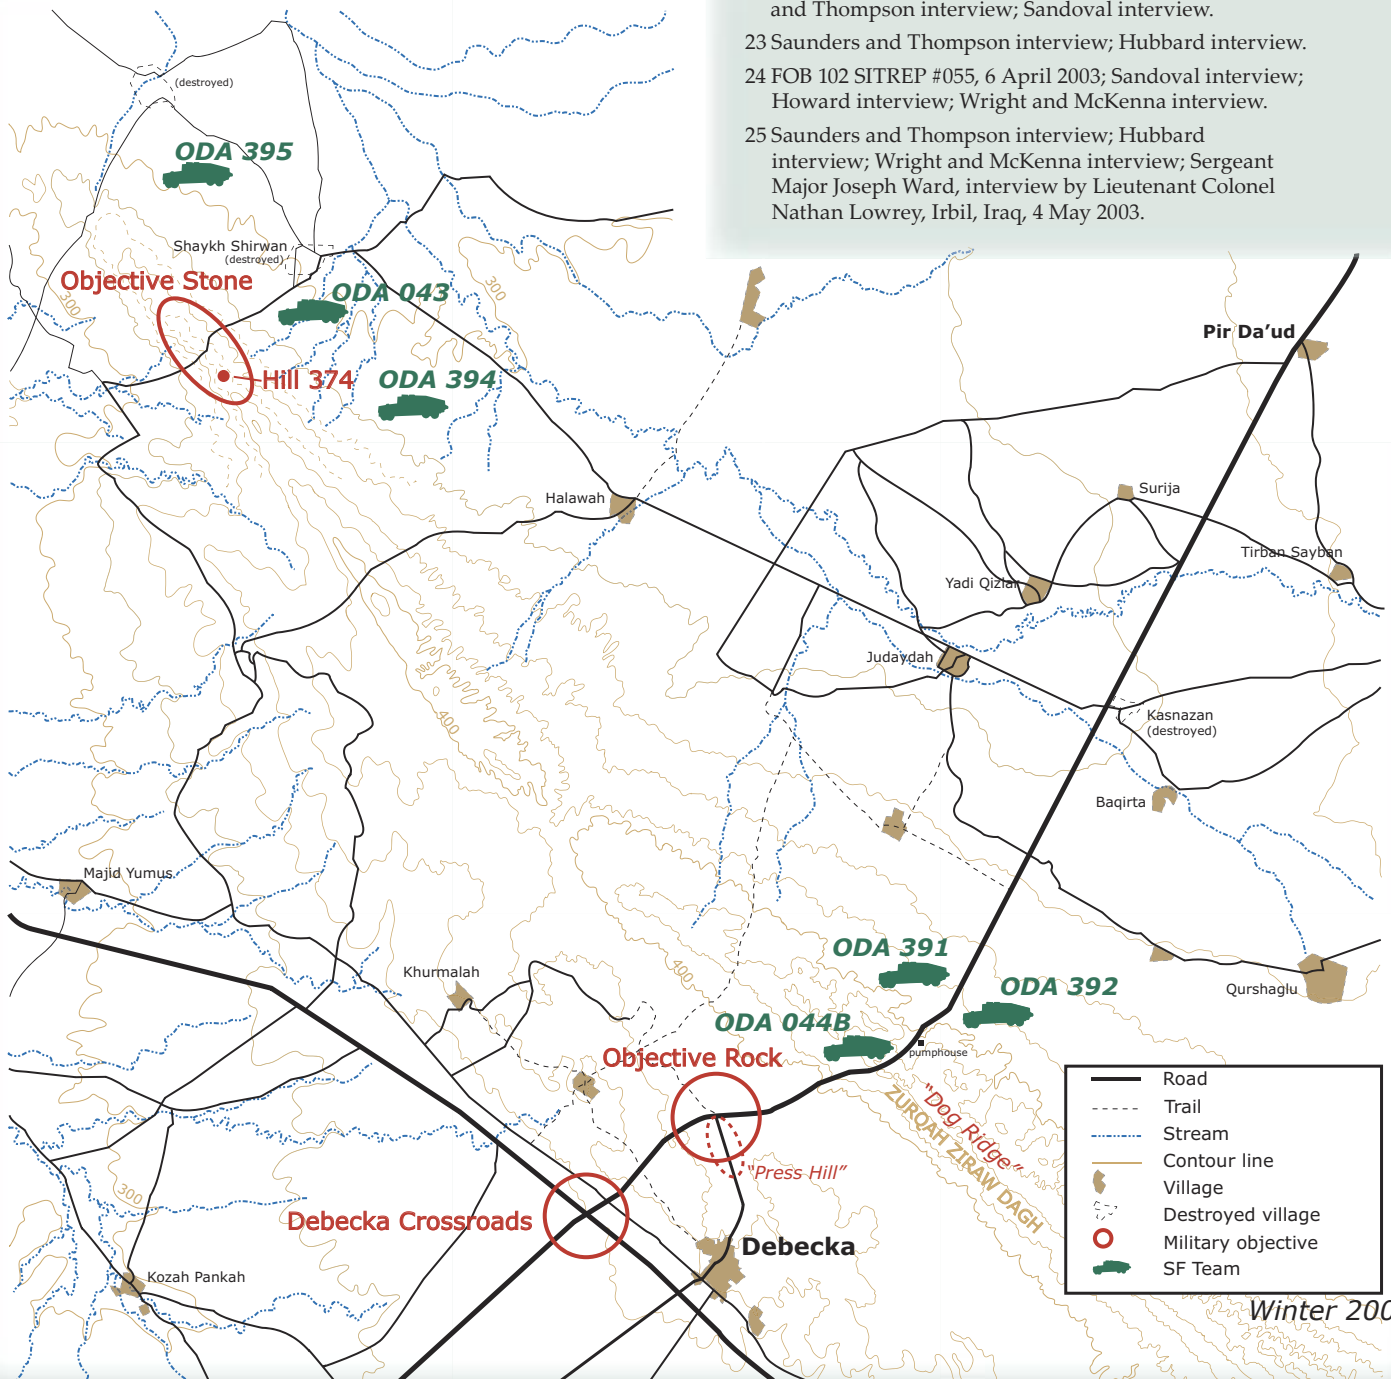 and Thompson interview; Sandoval interview.
23 Saunders and Thompson interview; Hubbard interview.
24 FOB 102 SITREP #055, 6 April 2003; Sandoval interview;
Howard interview; Wright and McKenna interview.
25 Saunders and Thompson interview; Hubbard
interview; Wright and McKenna interview; Sergeant
Major Joseph Ward, interview by Lieutenant Colonel
Nathan Lowrey, Irbil, Iraq, 4 May 2003.
(destroyed)
ODA 395
Shaykh Shirwan
(destroyed)
Objective Stone
300
ODA 043
300
Hill 374
ODA 394
Pir Da’ud
Halawah
Surija
Tirban Sayban
Yadi Qizlar
Judaydah
400
Kasnazan
(destroyed)
Baqirta
Majid Yumus
Khurmalah
400
ODA 391
ODA 392
Qurshaglu
ODA 044B
Objective Rock
pumphouse
“Dog Ridge”
ZURQAH ZIRAW DAGH
“Press Hill”
300
Debecka Crossroads
Debecka
Kozah Pankah
Road
Trail
Stream
Contour line
Village
Destroyed village
Military objective
SF Team
Winter 200